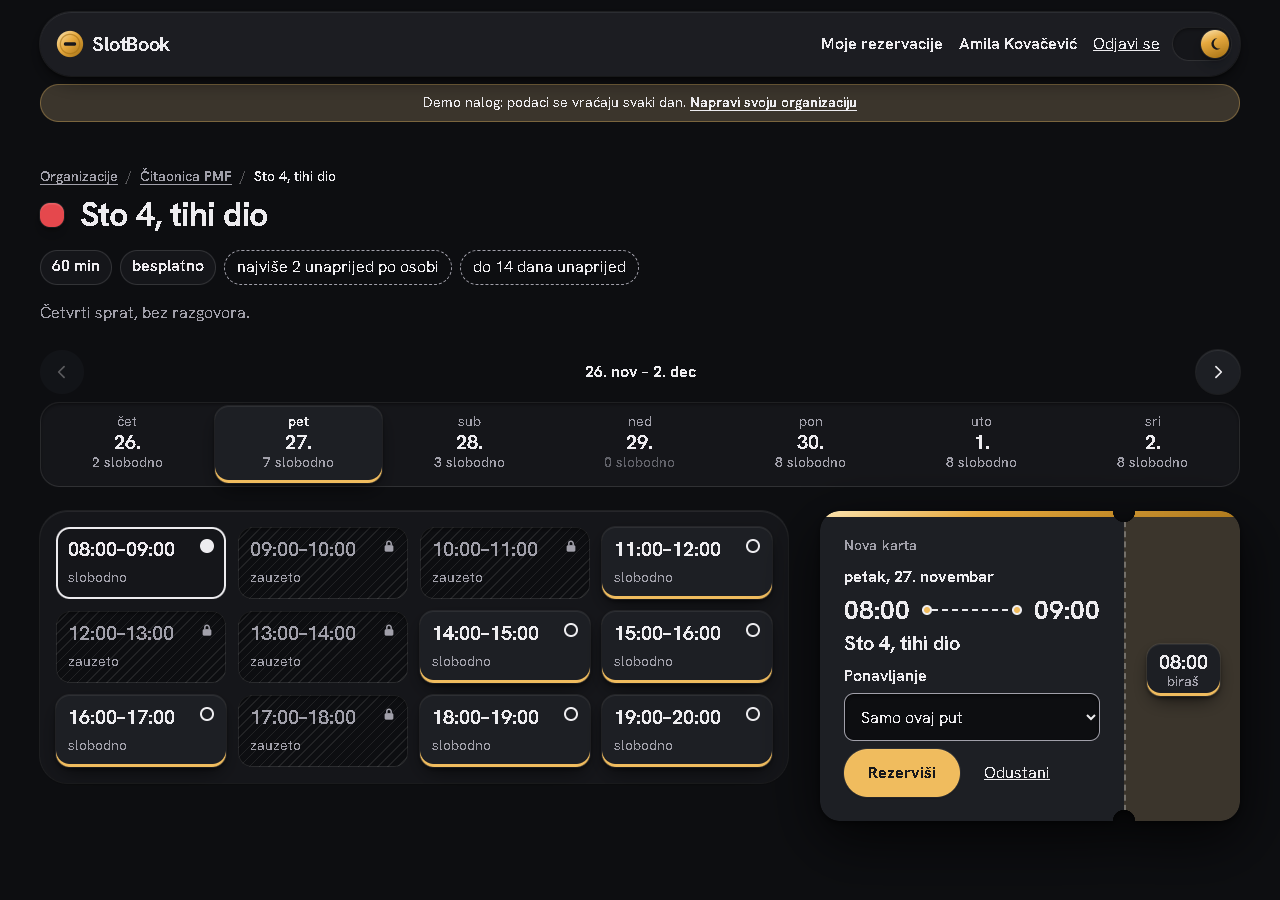 SlotBook
Moje rezervacije Amila Kovačević Odjavi se
Demo nalog: podaci se vraćaju svaki dan. Napravi svoju organizaciju
Organizacije / Čitaonica PMF / Sto 4, tihi dio
Sto 4, tihi dio
60 min besplatno najviše 2 unaprijed po osobi do 14 dana unaprijed
Četvrti sprat, bez razgovora.
26. nov – 2. dec
čet pet sub ned pon uto sri
26. 27. 28. 29. 30. 1. 2.
2 slobodno 7 slobodno 3 slobodno 0 slobodno 8 slobodno 8 slobodno 8 slobodno
08:00–09:00 09:00–10:00 10:00–11:00 11:00–12:00
slobodno zauzeto zauzeto slobodno
12:00–13:00 13:00–14:00 14:00–15:00 15:00–16:00
zauzeto zauzeto slobodno slobodno
16:00–17:00 17:00–18:00 18:00–19:00 19:00–20:00
slobodno zauzeto slobodno slobodno
Nova karta
petak, 27. novembar
08:00 09:00
Sto 4, tihi dio
Ponavljanje
Samo ovaj put
Rezerviši Odustani
08:00
biraš